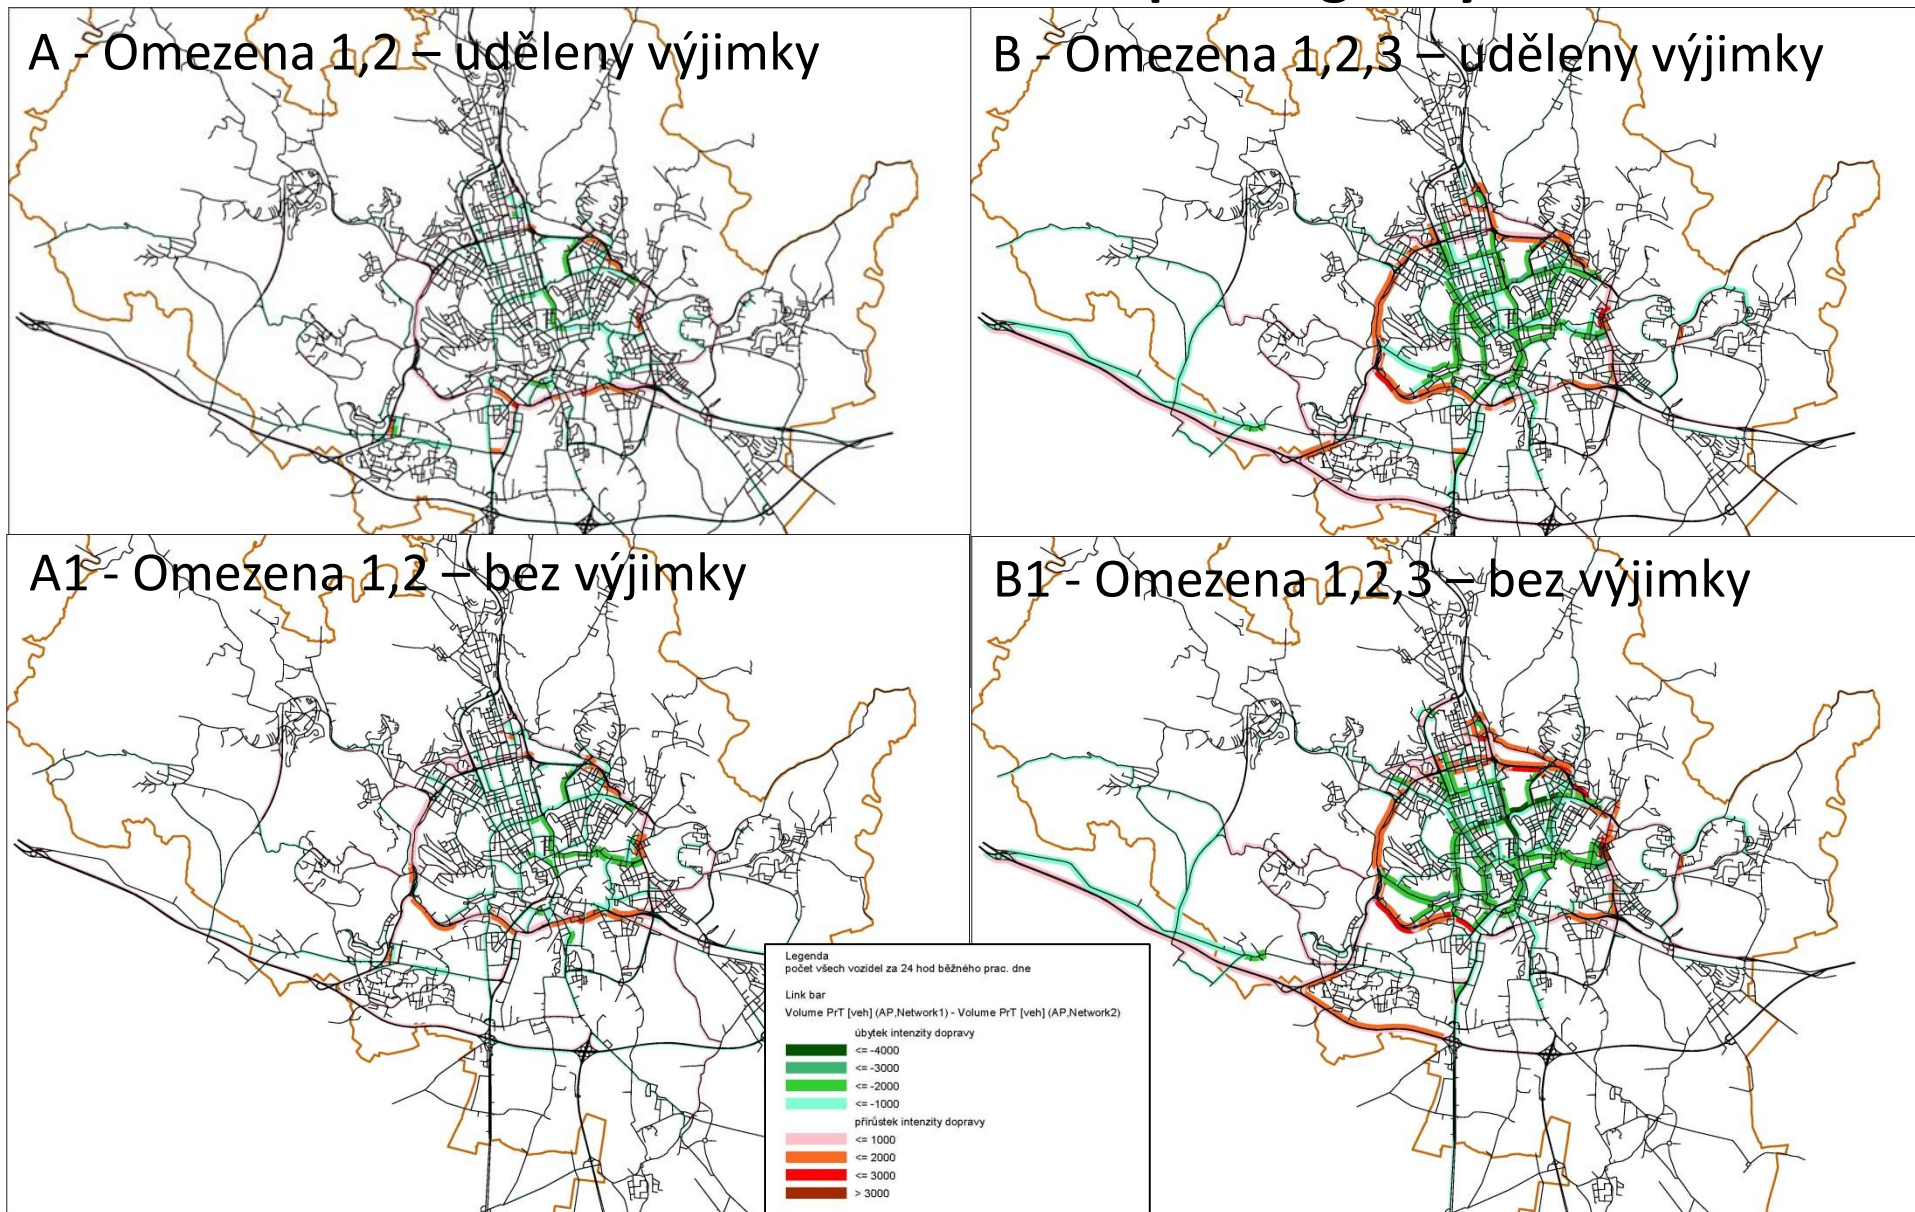 A - Omezena 1,2 – uděleny výjimky
B - Omezena 1,2,3 – uděleny výjimky
A1 - Omezena 1,2 – bez výjimky
B1 - Omezena 1,2,3 – bez výjimky
Legenda
počet všech vozidel za 24 hod běžného prac. dne
Link bar
Volume PrT [veh] (AP,Network1) - Volume PrT [veh] (AP,Network2)
úbytek intenzity dopravy
<= -4000
<= -3000
<= -2000
<= -1000
přírůstek intenzity dopravy
<= 1000
<= 2000
<= 3000
> 3000